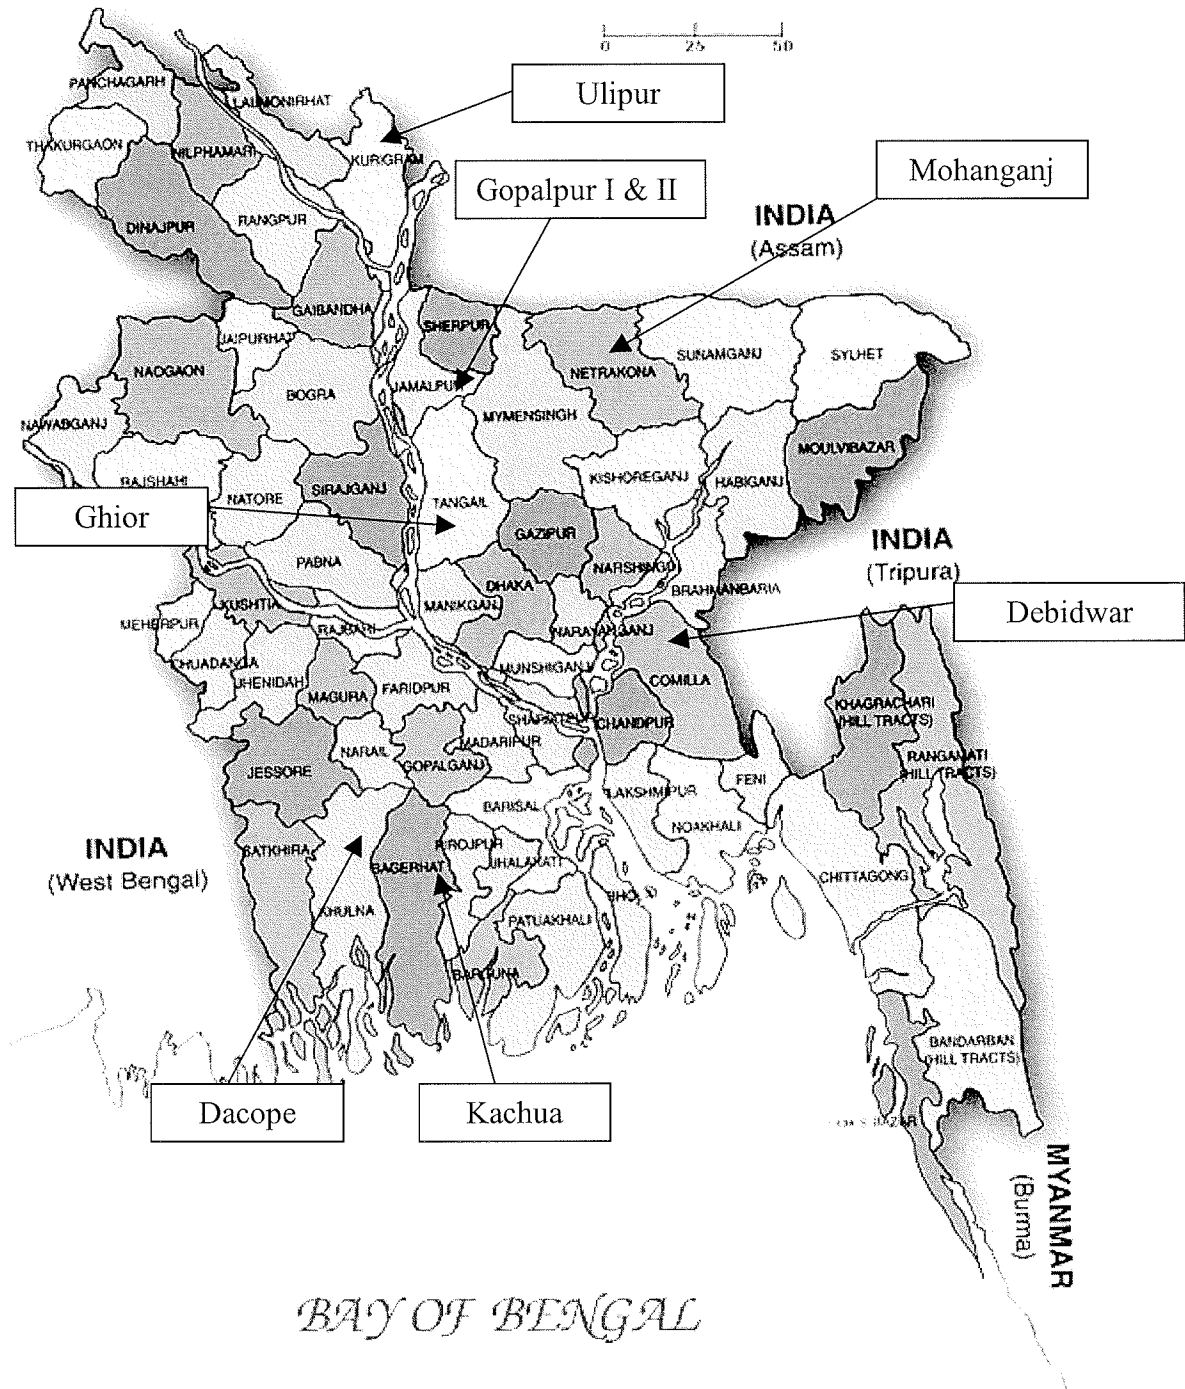 0 25 50
PANCHAGARH
LALMONIRHAT
Ulipur
THAKURGAON
NILPHAMARI
KURIGRAM
Mohanganj
Gopalpur I & II
DINAJPUR
RANGPUR
INDIA
(Assam)
GAIBANDHA
SHERPUR
JAIPURHAT
SUNAMGANJ
SYLHET
NAOGAON
NETRAKONA
BOGRA
JAMALPUR
MYMENSINGH
NAWABGANJ
MOULVIBAZAR
RAJSHAHI
KISHOREGANJ
HABIGANJ
NATORE
SIRAJGANJ
TANGAIL
Ghior
GAZIPUR
INDIA
(Tripura)
PABNA
DHAKA
NARSHINGDI
BRAHMANBARIA
KUSHTIA
MANIKGANJ
Debidwar
MEHERPUR
RAJBARI
NARAYANGANJ
CHUADANGA
MUNSHIGANJ
JHENIDAH
COMILLA
MAGURA
FARIDPUR
KHAGRACHARI
(HILL TRACTS)
CHANDPUR
NARAIL
MADARIPUR
RANGAMATI
(HILL TRACTS)
JESSORE
GOPALGANJ
FENI
LAKSHMIPUR
BARISAL
NOAKHALI
INDIA
(West Bengal)
SATKHIRA
PIROJPUR
JHALAKATI
BAGERHAT
CHITTAGONG
KHULNA
PATUAKHALI
BARGUNA
BANDARBAN
(HILL TRACTS)
Dacope
Kachua
MYANMAR
(Burma)
BAY OF BENGAL